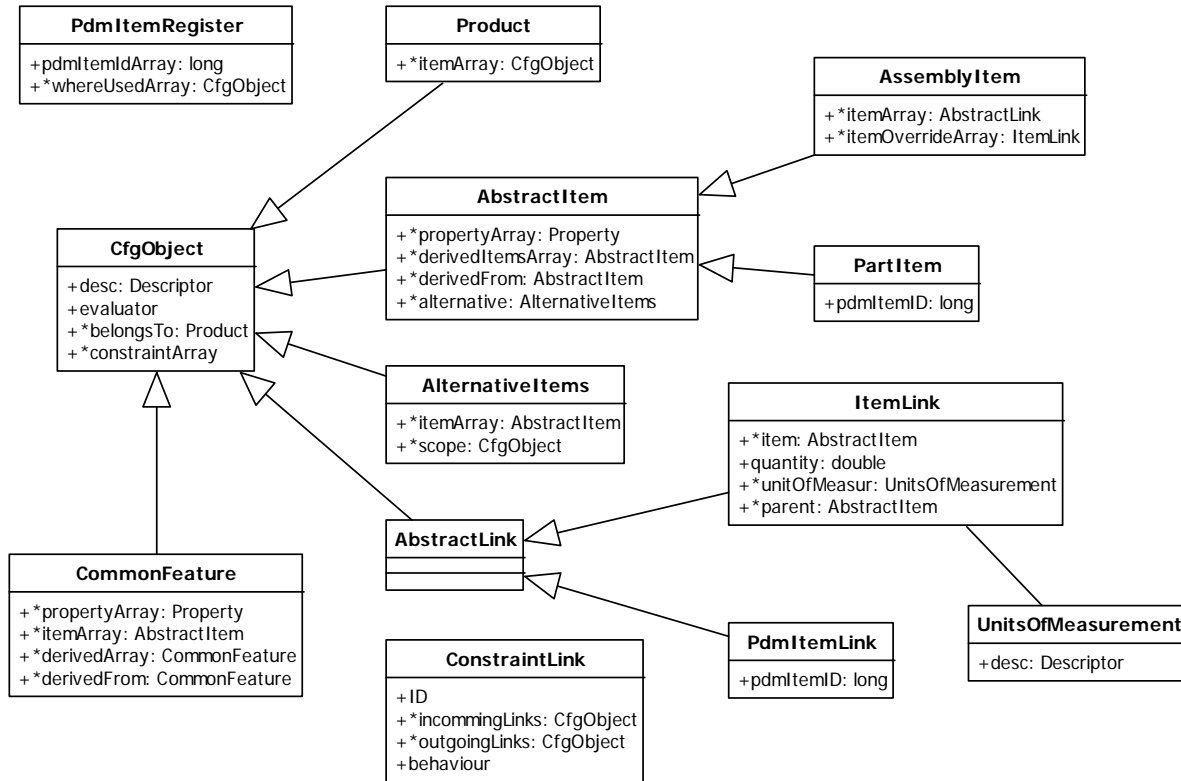 PdmItemRegister
+pdmItemIdArray: long
+*whereUsedArray: CfgObject
Product
+*itemArray: CfgObject
AssemblyItem
+*itemArray: AbstractLink
+*itemOverrideArray: ItemLink
AbstractItem
+*propertyArray: Property
+*derivedItemsArray: AbstractItem
+*derivedFrom: AbstractItem
+*alternative: AlternativeItems
CfgObject
+desc: Descriptor
+evaluator
+*belongsTo: Product
+*constraintArray
PartItem
+pdmItemID: long
AlternativeItems
+*itemArray: AbstractItem
+*scope: CfgObject
ItemLink
+*item: AbstractItem
+quantity: double
+*unitOfMeasur: UnitsOfMeasurement
+*parent: AbstractItem
AbstractLink
CommonFeature
+*propertyArray: Property
+*itemArray: AbstractItem
+*derivedArray: CommonFeature
+*derivedFrom: CommonFeature
UnitsOfMeasurement
+desc: Descriptor
PdmItemLink
+pdmItemID: long
ConstraintLink
+ID
+*incommingLinks: CfgObject
+*outgoingLinks: CfgObject
+behaviour